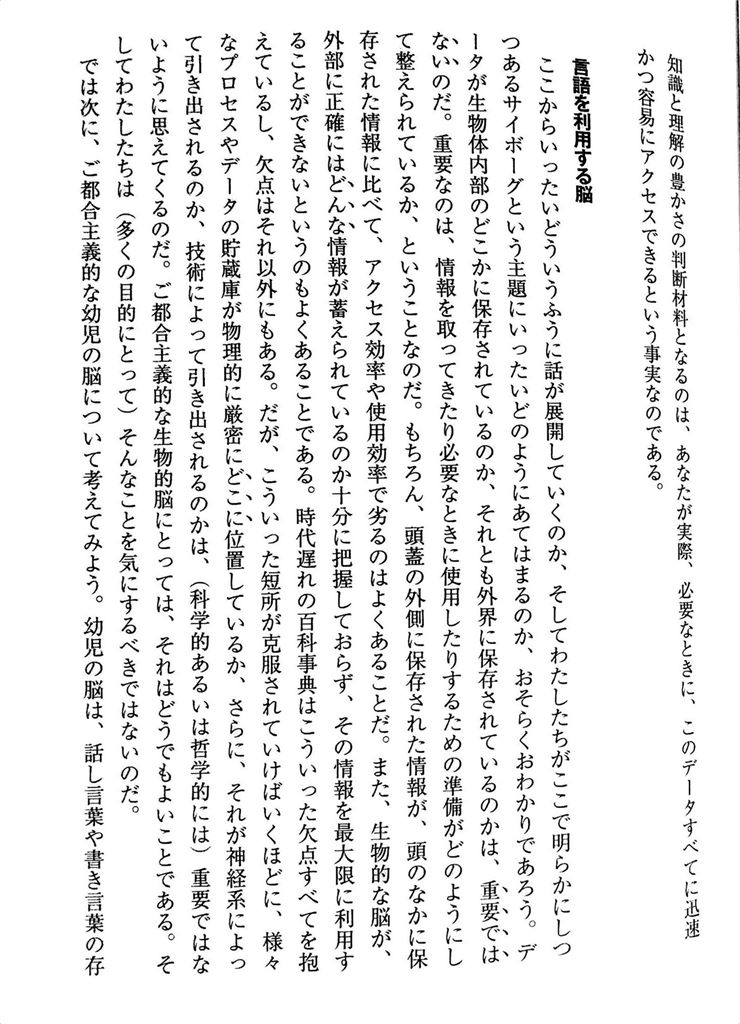 知識と理解の豊かさの判断材料となるのは、あなたが実際、必要なときに、このデータすべてに迅速
かつ容易にアクセスできるという事実なのである。
言語を利用する脳
ここからいったいどういうふうに話が展開していくのか、そしてわたしたちがここで明らかにしつ
つあるサイボーグという主題にいったいどのようにあてはまるのか、おそらくおわかりであろう。デ
ータが生物体内部のどこかに保存されているのか、それとも外界に保存されているのかは、重要では
ないのだ。重要なのは、情報を取ってきたり必要なときに使用したりするための準備がどのようにし
て整えられているか、ということなのだ。もちろん、頭蓋の外側に保存された情報が、頭のなかに保
存された情報に比べて、アクセス効率や使用効率で劣るのはよくあることだ。また、生物的な脳が、
外部に正確にはどんな情報が蓄えられているのか十分に把握しておらず、その情報を最大限に利用す
ることができないというのもよくあることである。時代遅れの百科事典はこういった欠点すべてを抱
えているし、欠点はそれ以外にもある。だが、こういった短所が克服されていけばいくほどに、様々
なプロセスやデータの貯蔵庫が物理的に厳密にどこに位置しているか、さらに、それが神経系によっ
て引き出されるのか、技術によって引き出されるのかは、（科学的あるいは哲学的には）重要ではな
いように思えてくるのだ。ご都合主義的な生物的脳にとっては、それはどうでもよいことである。そ
してわたしたちは（多くの目的にとって）そんなことを気にするべきではないのだ。
では次に、ご都合主義的な幼児の脳について考えてみよう。幼児の脳は、話し言葉や書き言葉の存